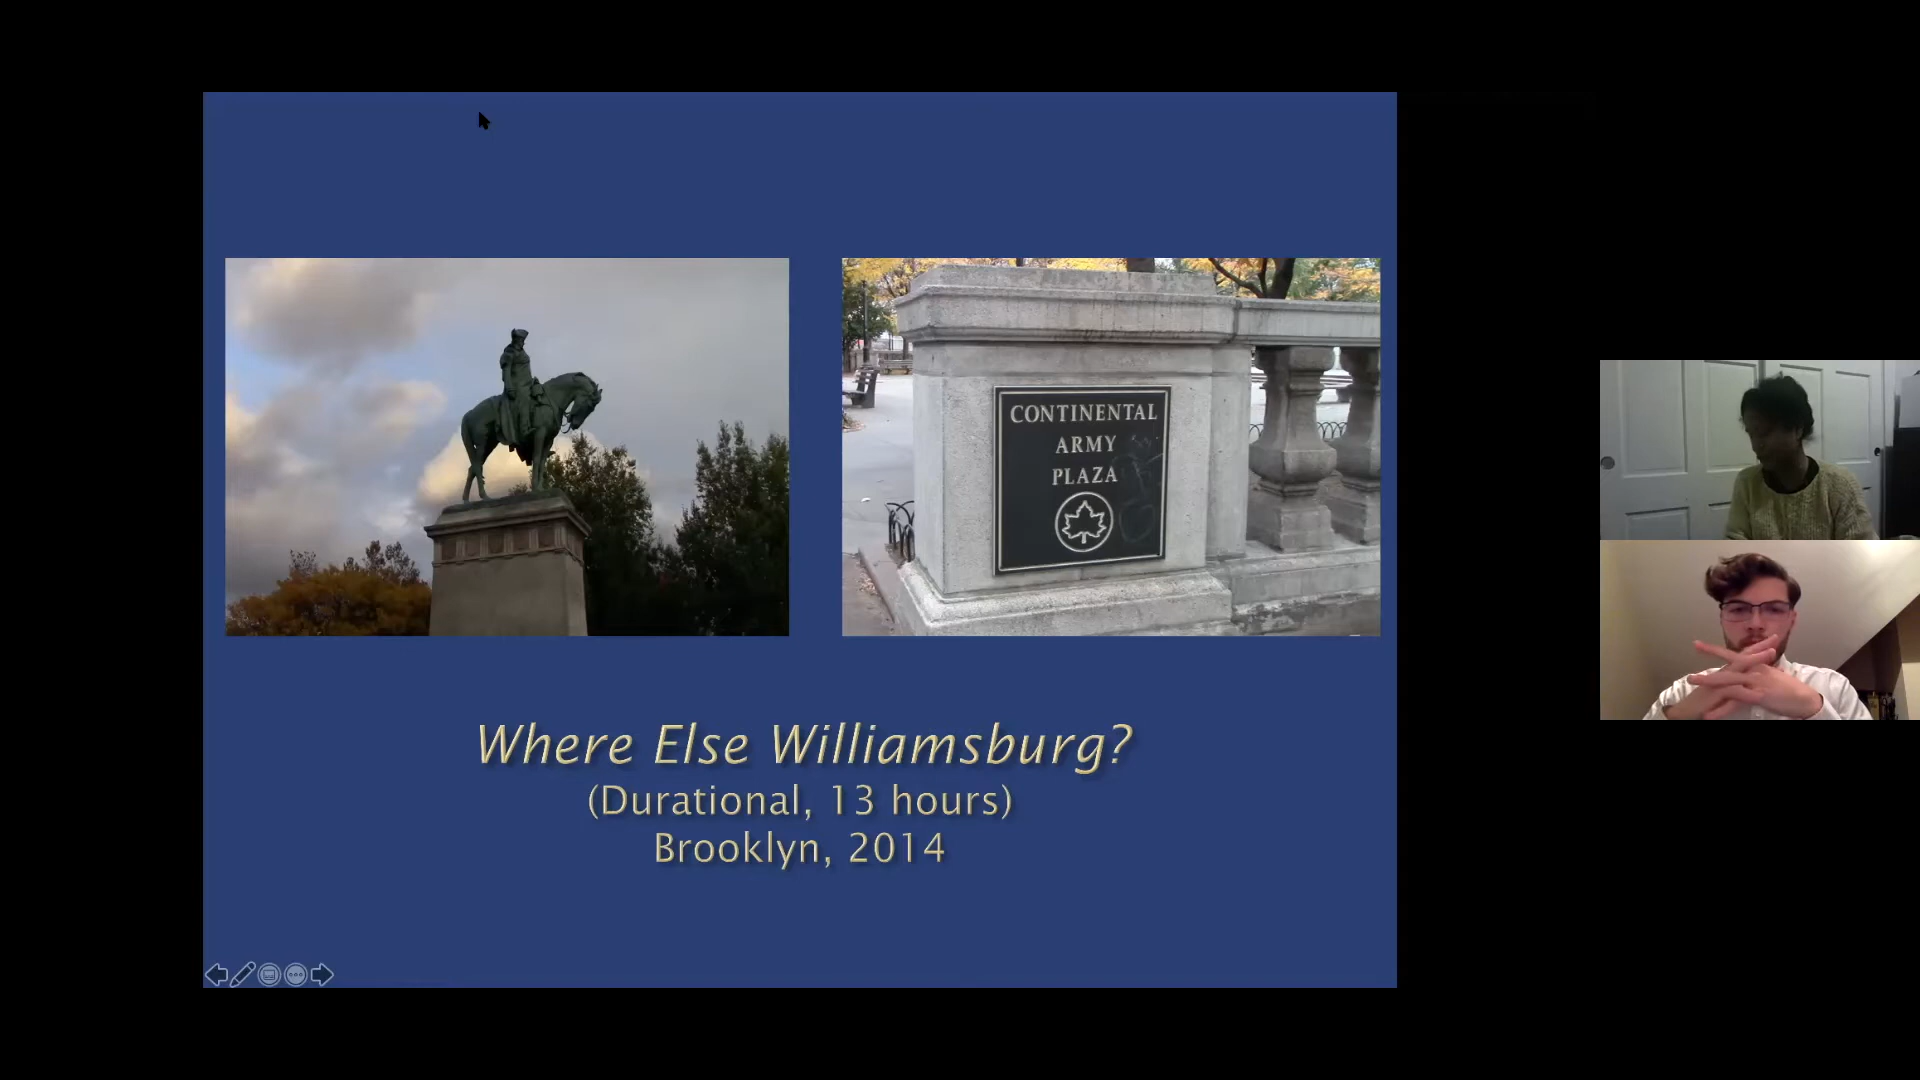 CONTINENTAL
ARMY
PLAZA
Where Else Williamsburg?
(Durational, 13 hours)
Brooklyn, 2014